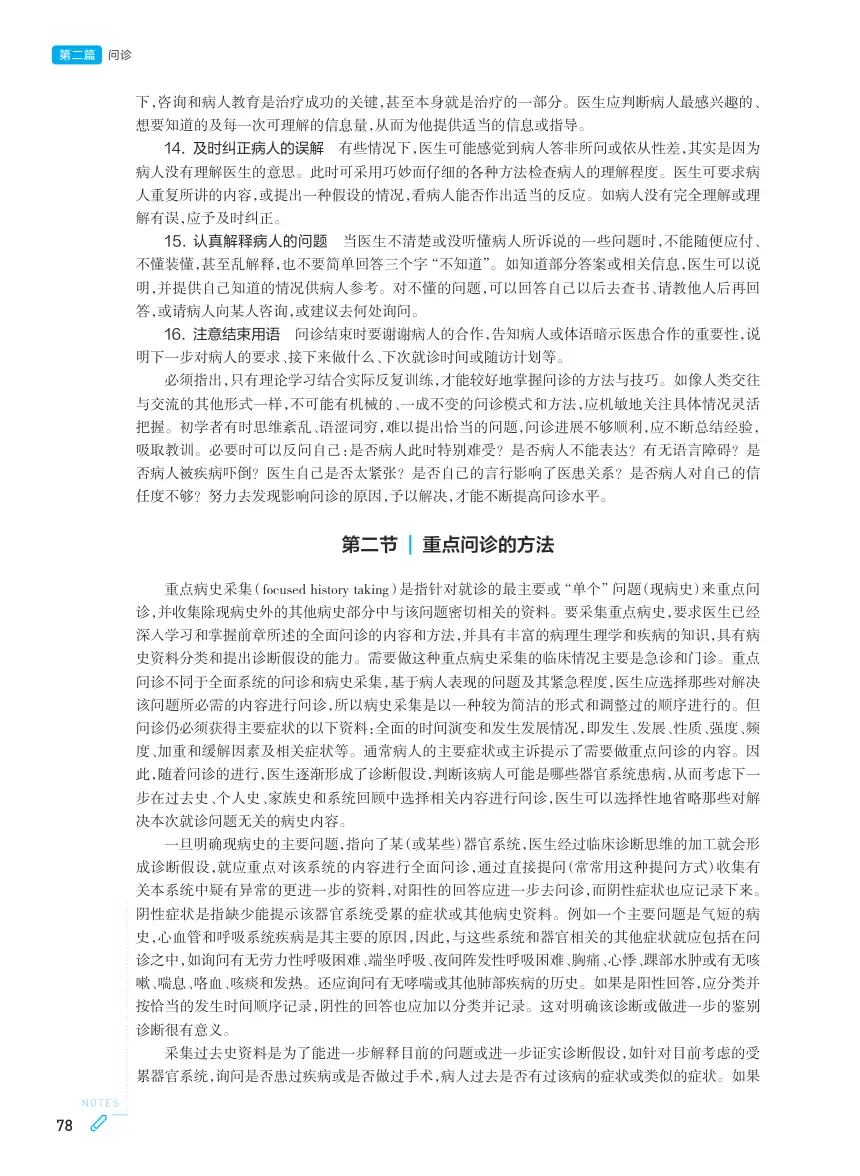 第二篇 问诊
下,咨询和病人教育是治疗成功的关键,甚至本身就是治疗的一部分。医生应判断病人最感兴趣的、
想要知道的及每一次可理解的信息量,从而为他提供适当的信息或指导。
14. 及时纠正病人的误解 有些情况下,医生可能感觉到病人答非所问或依从性差,其实是因为
病人没有理解医生的意思。此时可采用巧妙而仔细的各种方法检查病人的理解程度。医生可要求病
人重复所讲的内容,或提出一种假设的情况,看病人能否作出适当的反应。如病人没有完全理解或理
解有误,应予及时纠正。
15. 认真解释病人的问题 当医生不清楚或没听懂病人所诉说的一些问题时,不能随便应付、
不懂装懂,甚至乱解释,也不要简单回答三个字“不知道”。如知道部分答案或相关信息,医生可以说
明,并提供自己知道的情况供病人参考。对不懂的问题,可以回答自己以后去查书、请教他人后再回
答,或请病人向某人咨询,或建议去何处询问。
16. 注意结束用语 问诊结束时要谢谢病人的合作,告知病人或体语暗示医患合作的重要性,说
明下一步对病人的要求、接下来做什么、下次就诊时间或随访计划等。
必须指出,只有理论学习结合实际反复训练,才能较好地掌握问诊的方法与技巧。如像人类交往
与交流的其他形式一样,不可能有机械的、一成不变的问诊模式和方法,应机敏地关注具体情况灵活
把握。初学者有时思维紊乱、语涩词穷,难以提出恰当的问题,问诊进展不够顺利,应不断总结经验,
吸取教训。必要时可以反问自己:是否病人此时特别难受?是否病人不能表达?有无语言障碍?是
否病人被疾病吓倒?医生自己是否太紧张?是否自己的言行影响了医患关系?是否病人对自己的信
任度不够?努力去发现影响问诊的原因,予以解决,才能不断提高问诊水平。
第二节 | 重点问诊的方法
重点病史采集(focused history taking)是指针对就诊的最主要或“单个”问题(现病史)来重点问
诊,并收集除现病史外的其他病史部分中与该问题密切相关的资料。要采集重点病史,要求医生已经
深入学习和掌握前章所述的全面问诊的内容和方法,并具有丰富的病理生理学和疾病的知识,具有病
史资料分类和提出诊断假设的能力。需要做这种重点病史采集的临床情况主要是急诊和门诊。重点
问诊不同于全面系统的问诊和病史采集,基于病人表现的问题及其紧急程度,医生应选择那些对解决
该问题所必需的内容进行问诊,所以病史采集是以一种较为简洁的形式和调整过的顺序进行的。但
问诊仍必须获得主要症状的以下资料:全面的时间演变和发生发展情况,即发生、发展、性质、强度、频
度、加重和缓解因素及相关症状等。通常病人的主要症状或主诉提示了需要做重点问诊的内容。因
此,随着问诊的进行,医生逐渐形成了诊断假设,判断该病人可能是哪些器官系统患病,从而考虑下一
步在过去史、个人史、家族史和系统回顾中选择相关内容进行问诊,医生可以选择性地省略那些对解
决本次就诊问题无关的病史内容。
一旦明确现病史的主要问题,指向了某(或某些)器官系统,医生经过临床诊断思维的加工就会形
成诊断假设,就应重点对该系统的内容进行全面问诊,通过直接提问(常常用这种提问方式)收集有
关本系统中疑有异常的更进一步的资料,对阳性的回答应进一步去问诊,而阴性症状也应记录下来。
阴性症状是指缺少能提示该器官系统受累的症状或其他病史资料。例如一个主要问题是气短的病
史,心血管和呼吸系统疾病是其主要的原因,因此,与这些系统和器官相关的其他症状就应包括在问
诊之中,如询问有无劳力性呼吸困难、端坐呼吸、夜间阵发性呼吸困难、胸痛、心悸、踝部水肿或有无咳
嗽、喘息、咯血、咳痰和发热。还应询问有无哮喘或其他肺部疾病的历史。如果是阳性回答,应分类并
按恰当的发生时间顺序记录,阴性的回答也应加以分类并记录。这对明确该诊断或做进一步的鉴别
诊断很有意义。
采集过去史资料是为了能进一步解释目前的问题或进一步证实诊断假设,如针对目前考虑的受
累器官系统,询问是否患过疾病或是否做过手术,病人过去是否有过该病的症状或类似的症状。如果
NOTES
78